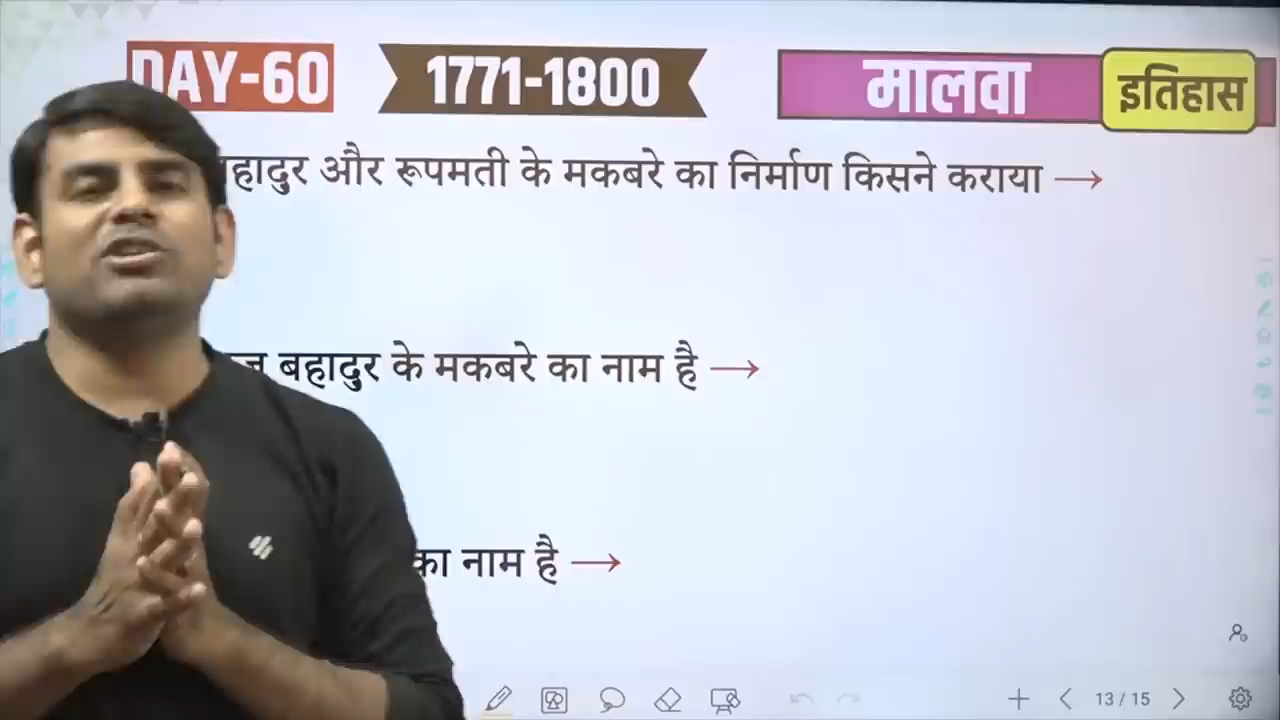 DAY-60
1771-1800
मालवा
इतिहास
और रूपमती के मकबरे का निर्माण किसने कराया →
बहादुर के मकबरे का नाम है →
का नाम है →
13 / 15